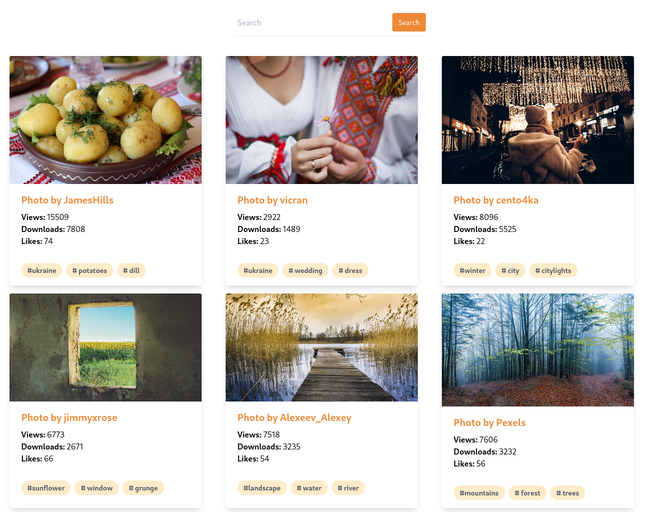 Search Search
Photo by JamesHills
Views: 15509
Downloads: 7808
Likes: 74
#ukraine # potatoes # dill
Photo by vicran
Views: 2922
Downloads: 1489
Likes: 23
#ukraine # wedding # dress
Photo by cento4ka
Views: 8096
Downloads: 5525
Likes: 22
#winter # city # citylights
Photo by jimmyxrose
Views: 6773
Downloads: 2671
Likes: 66
#sunflower # window # grunge
Photo by Alexeev_Alexey
Views: 7518
Downloads: 3235
Likes: 54
#landscape # water # river
Photo by Pexels
Views: 7606
Downloads: 3232
Likes: 56
#mountains # forest # trees